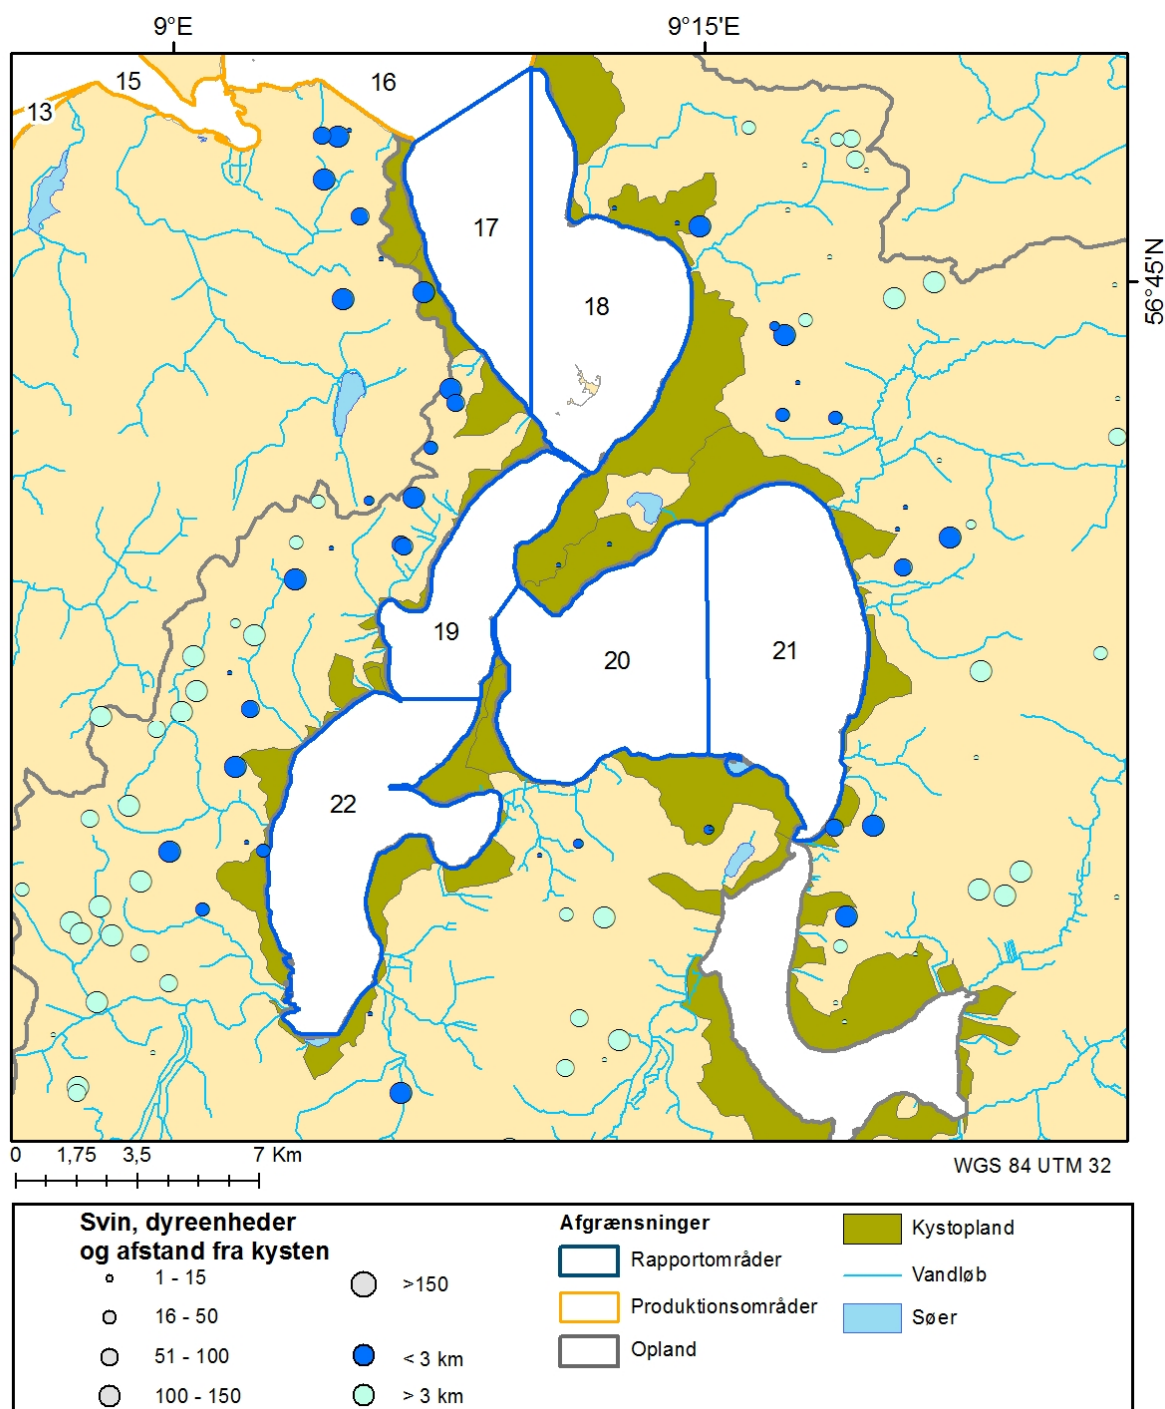 9°E
9°15'E
15
16
13
17
56°45'N
18
19
20
21
22
0 1,75 3,5 7 Km
WGS 84 UTM 32
Svin, dyreenheder
og afstand fra kysten
1 - 15
16 - 50
51 - 100
100 - 150
>150
< 3 km
> 3 km
Afgrænsninger
Rapportområder
Produktionsområder
Opland
Kystopland
Vandløb
Søer